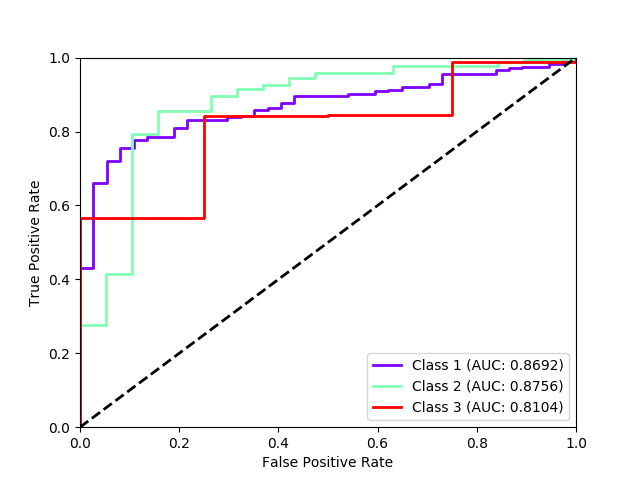 1.0
0.8
0.6
0.4
0.2
0.0
True Positive Rate
0.0 0.2 0.4 0.6 0.8 1.0
False Positive Rate
Class 1 (AUC: 0.8692)
Class 2 (AUC: 0.8756)
Class 3 (AUC: 0.8104)